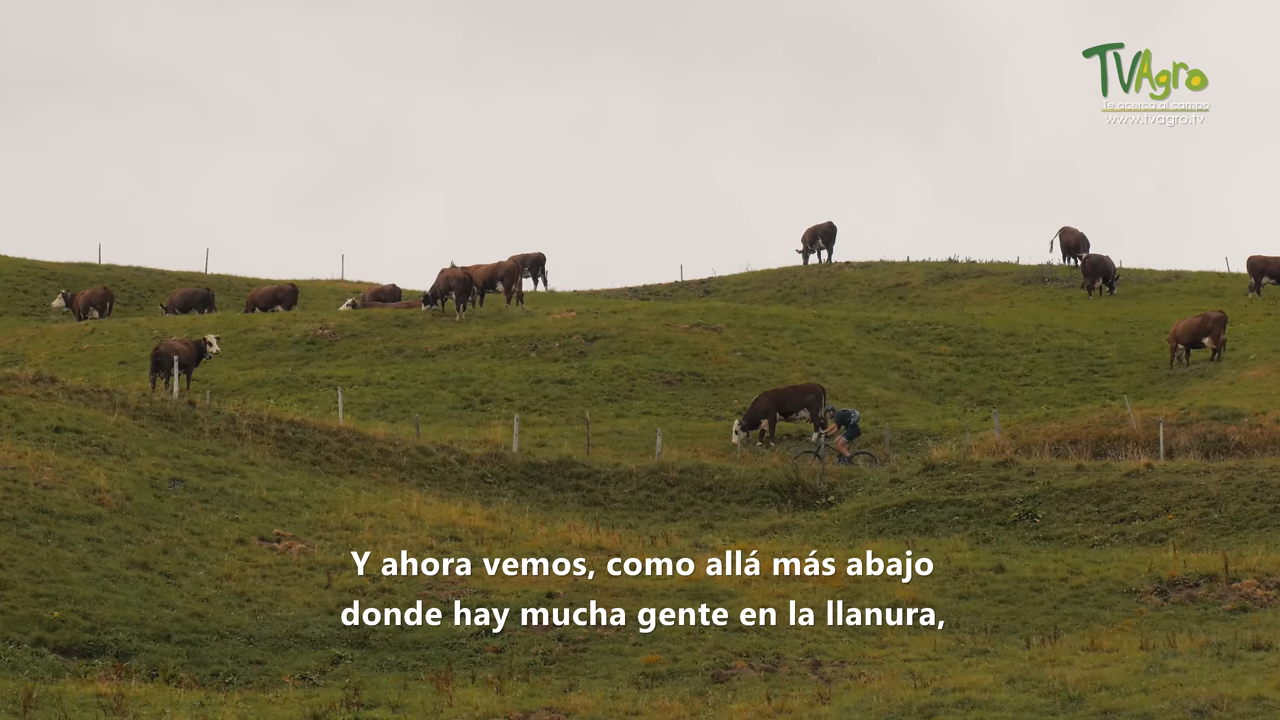 TVAgro
Te acerca al campo
www.tvagro.tv
Y ahora vemos, como allá más abajo
donde hay mucha gente en la llanura,